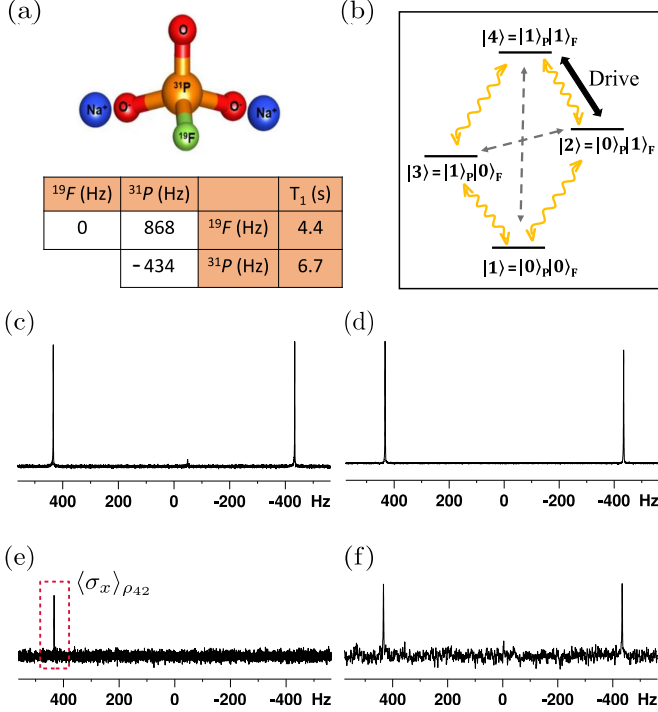 (a)
O
³¹P
Na⁺
O⁻
O⁻
Na⁺
¹⁹F
¹⁹F (Hz) ³¹P (Hz) T₁ (s)
0 868 ¹⁹F (Hz) 4.4
−434 ³¹P (Hz) 6.7
(b)
|4⟩=|1⟩P|1⟩F
Drive
|2⟩=|0⟩P|1⟩F
|3⟩=|1⟩P|0⟩F
|1⟩=|0⟩P|0⟩F
(c)
400 200 0 -200 -400 Hz
(d)
400 200 0 -200 -400 Hz
(e)
⟨σₓ⟩ρ₄₂
400 200 0 -200 -400 Hz
(f)
400 200 0 -200 -400 Hz